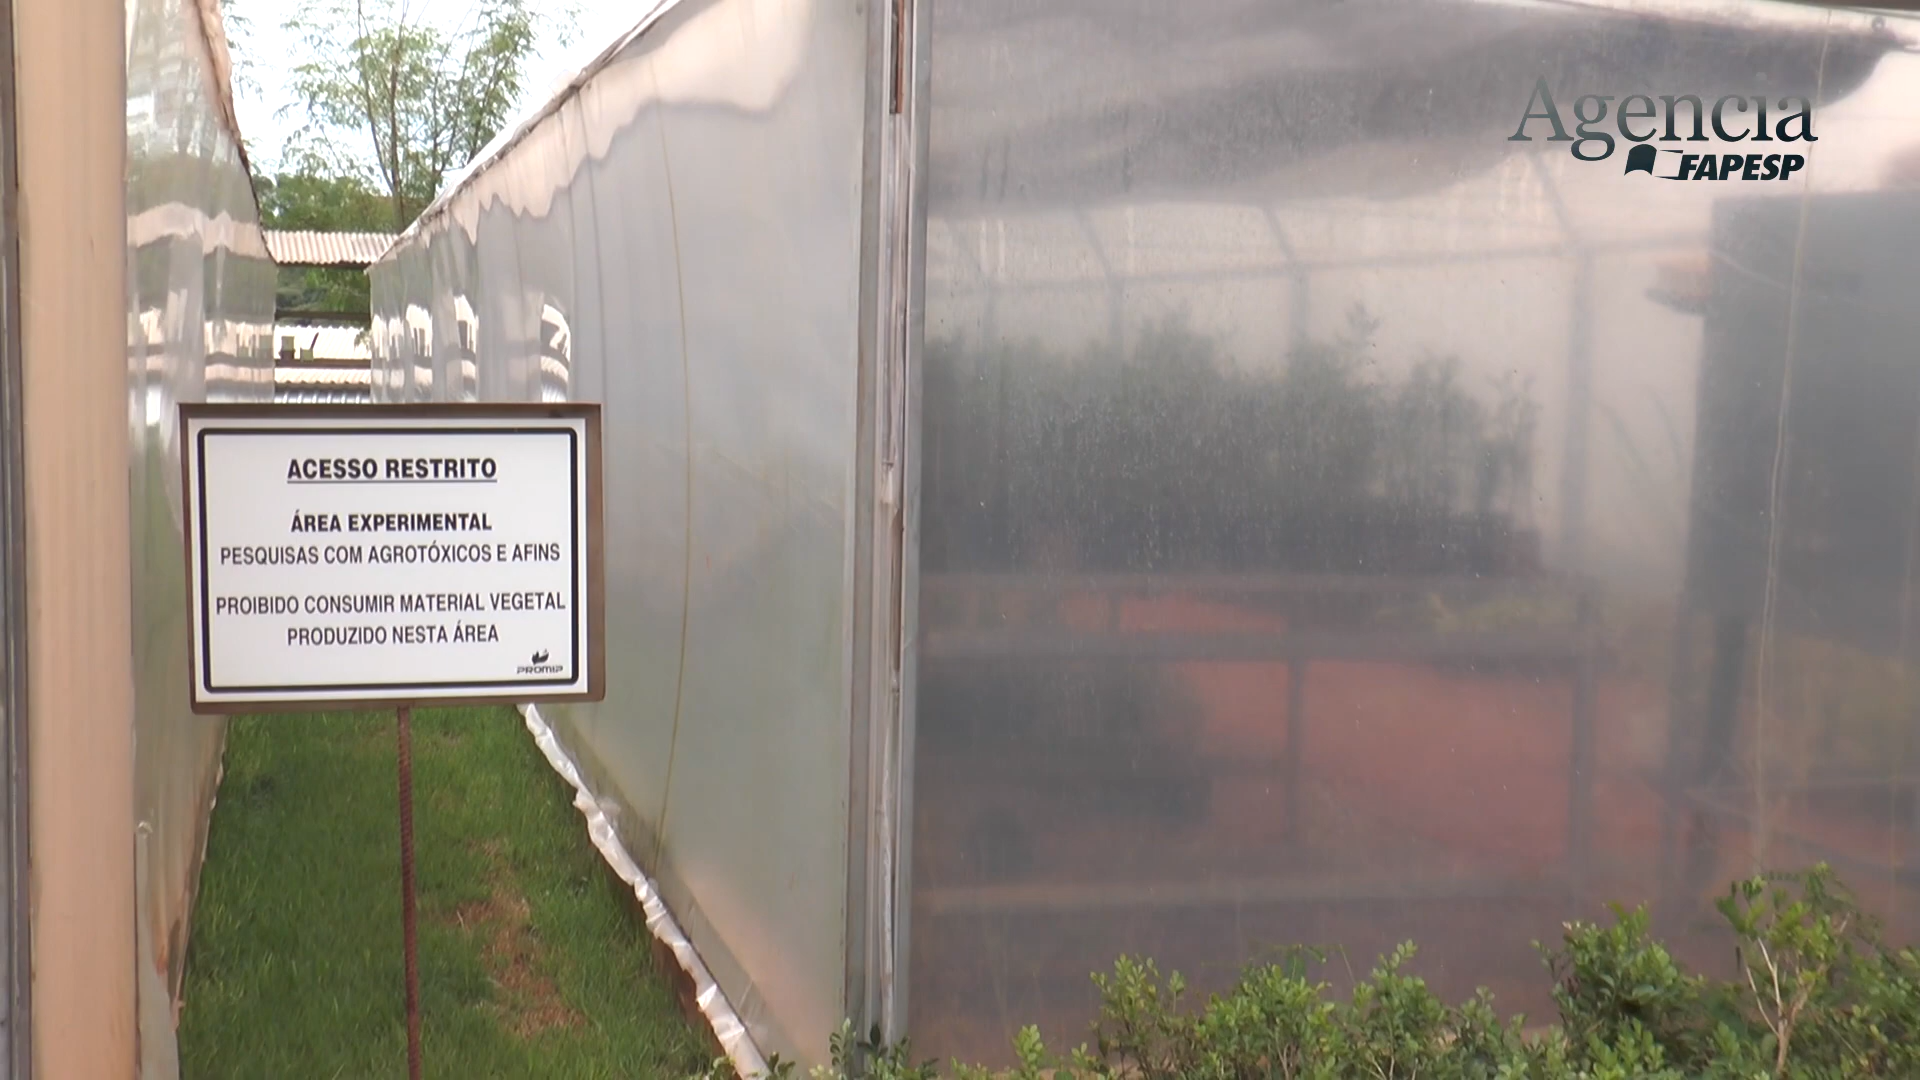 Agencia
FAPESP
ACESSO RESTRITO
ÁREA EXPERIMENTAL
PESQUISAS COM AGROTÓXICOS E AFINS
PROIBIDO CONSUMIR MATERIAL VEGETAL
PRODUZIDO NESTA ÁREA
PROMIP